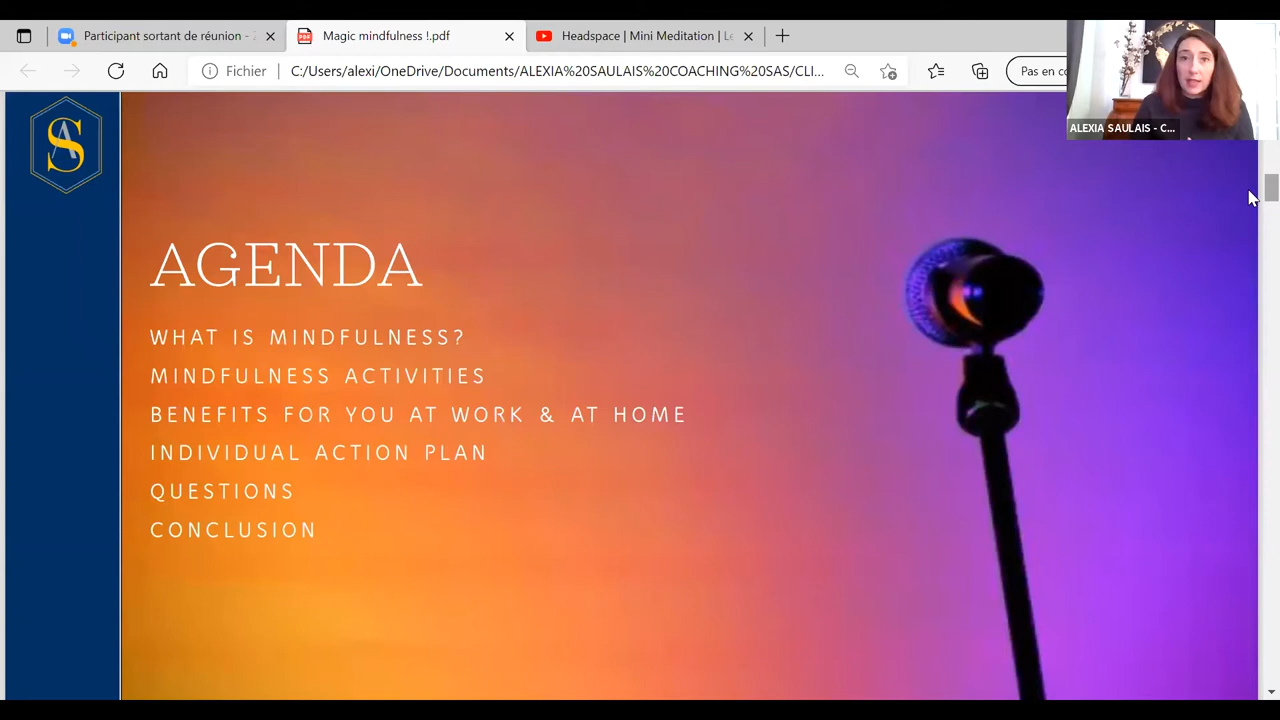 Participant sortant de réunion -
Magic mindfulness !.pdf
Headspace | Mini Meditation |
Fichier
C:/Users/alexi/OneDrive/Documents/ALEXIA%20SAULAIS%20COACHING%20SAS/CLI...
Pas en co
ALEXIA SAULAIS - C...
AS
AGENDA
WHAT IS MINDFULNESS?
MINDFULNESS ACTIVITIES
BENEFITS FOR YOU AT WORK & AT HOME
INDIVIDUAL ACTION PLAN
QUESTIONS
CONCLUSION